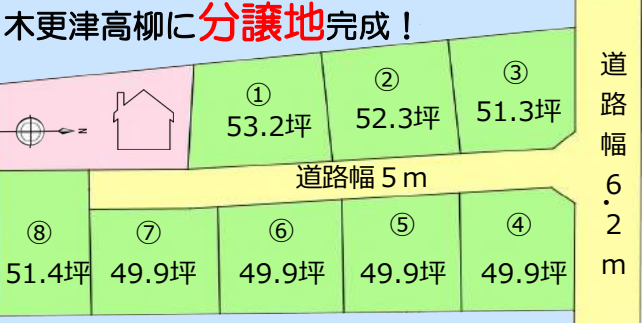 木更津高柳に分譲地完成！
① 53.2坪
② 52.3坪
③ 51.3坪
道路幅6.2m
道路幅５ｍ
⑧ 51.4坪
⑦ 49.9坪
⑥ 49.9坪
⑤ 49.9坪
④ 49.9坪
N